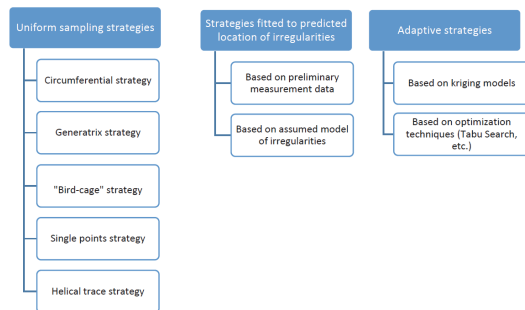 Uniform sampling strategies
Circumferential strategy
Generatrix strategy
"Bird-cage" strategy
Single points strategy
Helical trace strategy
Strategies fitted to predicted
location of irregularities
Based on preliminary
measurement data
Based on assumed model
of irregularities
Adaptive strategies
Based on kriging models
Based on optimization
techniques (Tabu Search,
etc.)